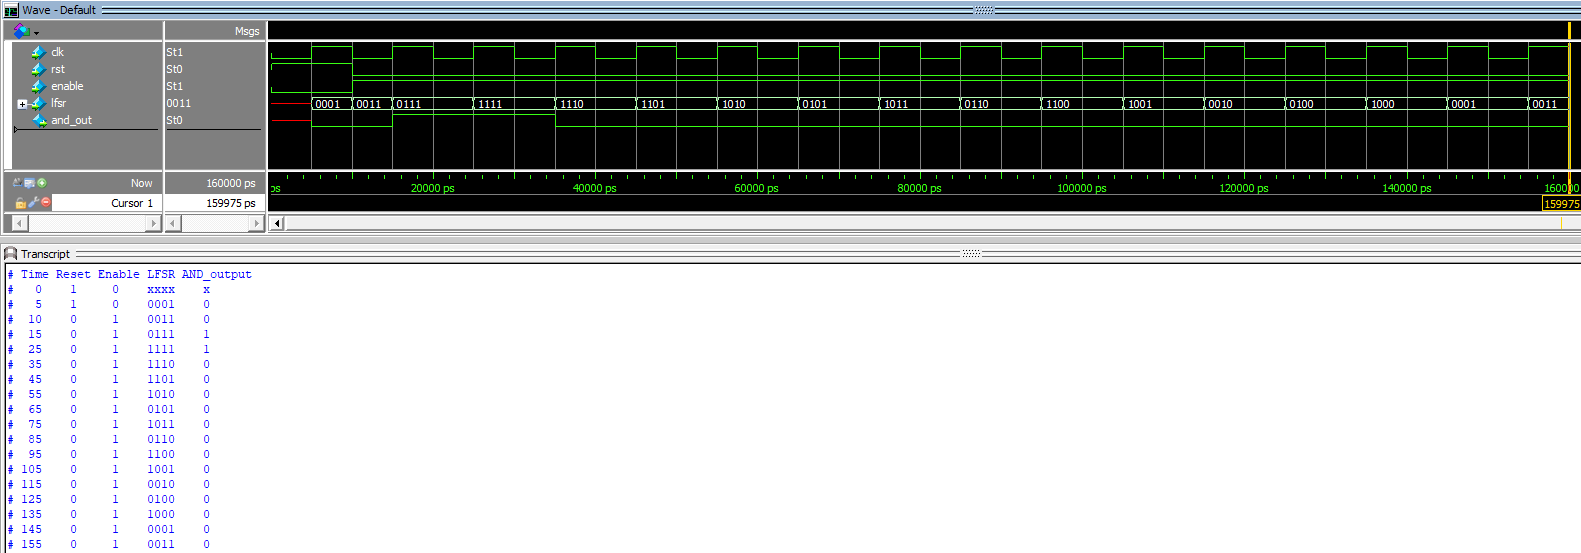 Wave - Default
Msgs
clk St1
rst St0
enable St1
lfsr 0011 0001 0011 0111 1111 1110 1101 1010 0101 1011 0110 1100 1001 0010 0100 1000 0001 0011
and_out St0
Now 160000 ps ps 20000 ps 40000 ps 60000 ps 80000 ps 100000 ps 120000 ps 140000 ps 160000
Cursor 1 159975 ps 159975
Transcript
# Time Reset Enable LFSR AND_output
# 0 1 0 xxxx x
# 5 1 0 0001 0
# 10 0 1 0011 0
# 15 0 1 0111 1
# 25 0 1 1111 1
# 35 0 1 1110 0
# 45 0 1 1101 0
# 55 0 1 1010 0
# 65 0 1 0101 0
# 75 0 1 1011 0
# 85 0 1 0110 0
# 95 0 1 1100 0
# 105 0 1 1001 0
# 115 0 1 0010 0
# 125 0 1 0100 0
# 135 0 1 1000 0
# 145 0 1 0001 0
# 155 0 1 0011 0